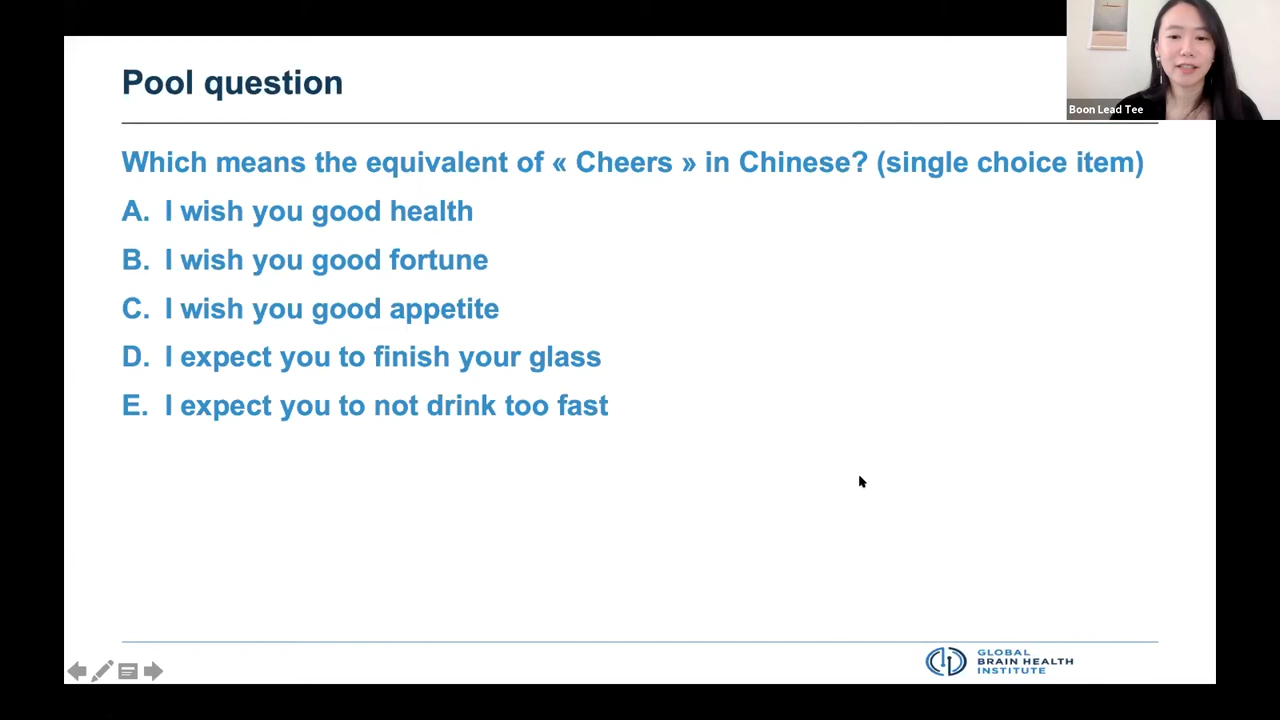 Pool question
Boon Lead Tee
Which means the equivalent of « Cheers » in Chinese? (single choice item)
A. I wish you good health
B. I wish you good fortune
C. I wish you good appetite
D. I expect you to finish your glass
E. I expect you to not drink too fast
GLOBAL
BRAIN HEALTH
INSTITUTE